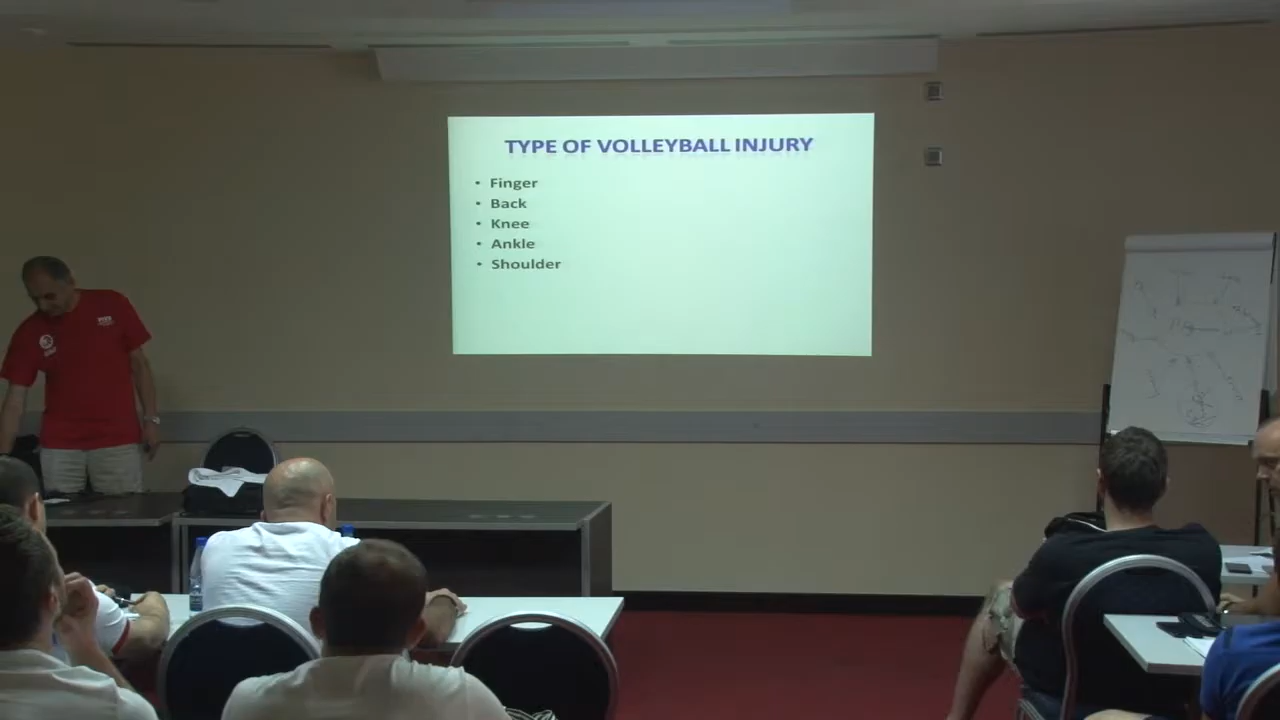 TYPE OF VOLLEYBALL INJURY
• Finger
• Back
• Knee
• Ankle
• Shoulder